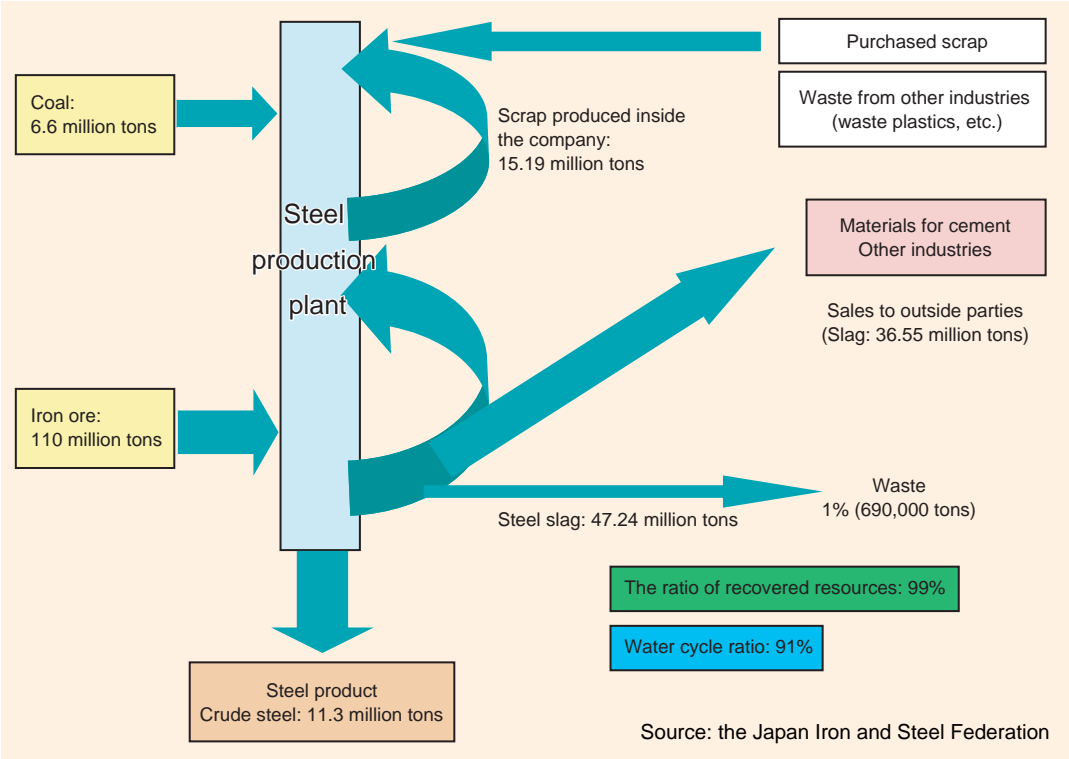 Purchased scrap
Waste from other industries
(waste plastics, etc.)
Coal:
6.6 million tons
Scrap produced inside
the company:
15.19 million tons
Steel
production
plant
Materials for cement
Other industries
Sales to outside parties
(Slag: 36.55 million tons)
Iron ore:
110 million tons
Waste
1% (690,000 tons)
Steel slag: 47.24 million tons
The ratio of recovered resources: 99%
Water cycle ratio: 91%
Steel product
Crude steel: 11.3 million tons
Source: the Japan Iron and Steel Federation